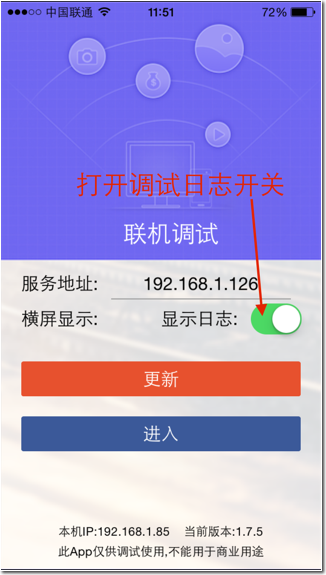 中国联通 11:51 72%
打开调试日志开关
联机调试
服务地址: 192.168.1.126
横屏显示: 显示日志:
更新
进入
本机IP:192.168.1.85 当前版本:1.7.5
此App仅供调试使用,不能用于商业用途